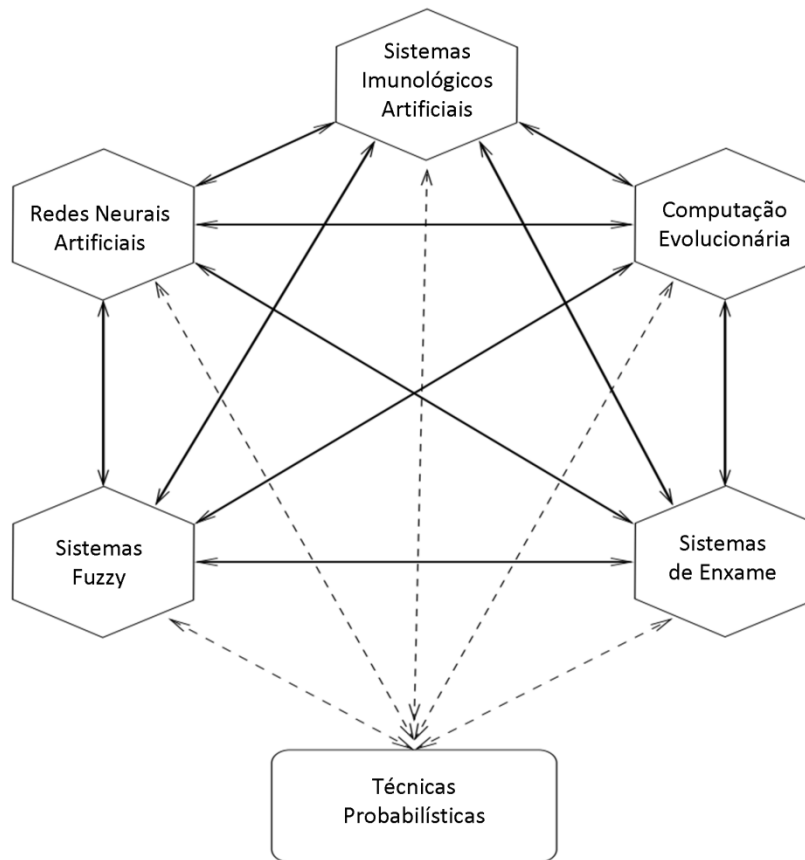 Sistemas
Imunológicos
Artificiais
Redes Neurais
Artificiais
Computação
Evolucionária
Sistemas
Fuzzy
Sistemas
de Enxame
Técnicas
Probabilísticas